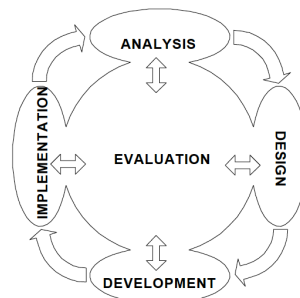 ANALYSIS
IMPLEMENTATION
EVALUATION
DESIGN
DEVELOPMENT